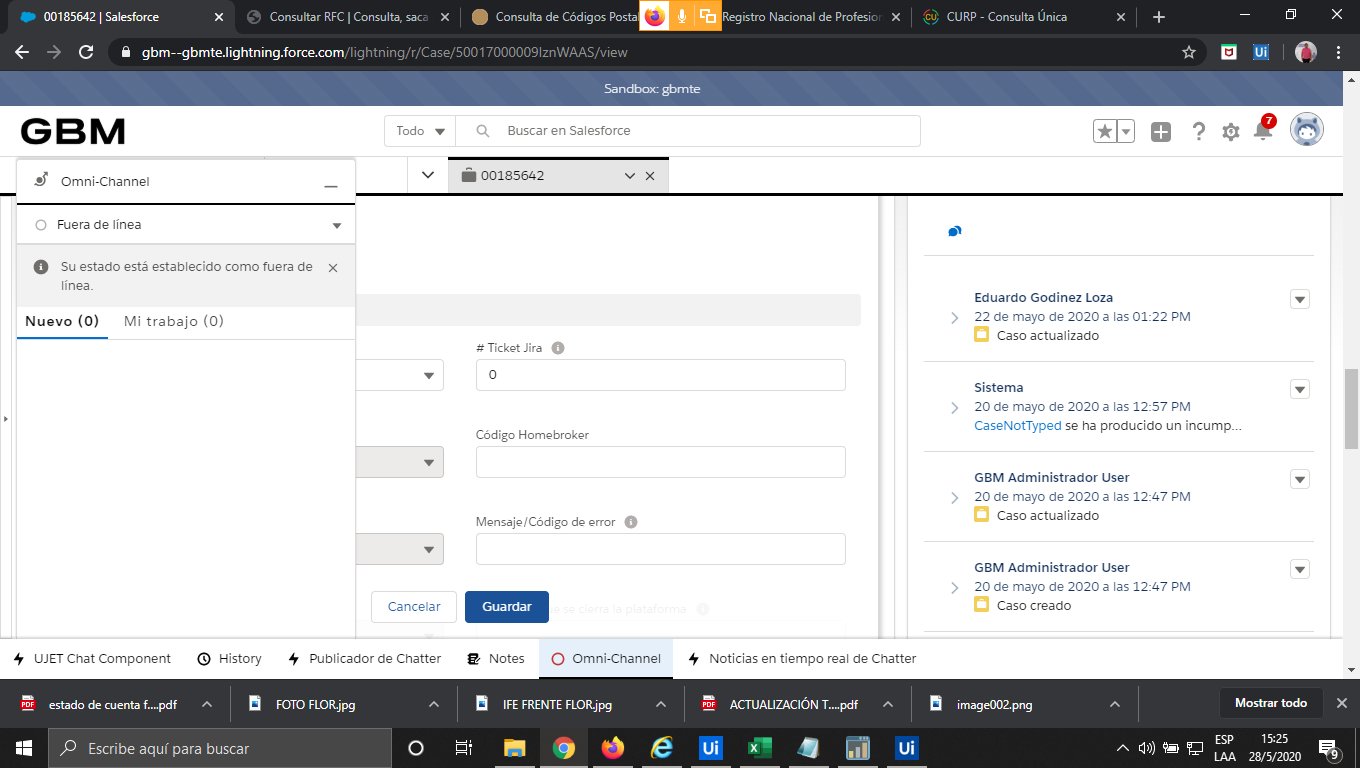 00185642 | Salesforce
Consultar RFC | Consulta, saca
Consulta de Códigos Postal
Registro Nacional de Profesion
CURP - Consulta Única
gbm--gbmte.lightning.force.com/lightning/r/Case/50017000009lznWAAS/view
Sandbox: gbmte
GBM
Todo
Buscar en Salesforce
7
Omni-Channel
00185642
Fuera de línea
Su estado está establecido como fuera de
línea.
Nuevo (0)
Mi trabajo (0)
# Ticket Jira
0
Código Homebroker
Mensaje/Código de error
Cancelar
Guardar
se cierra la plataforma
Eduardo Godinez Loza
22 de mayo de 2020 a las 01:22 PM
Caso actualizado
Sistema
20 de mayo de 2020 a las 12:57 PM
CaseNotTyped se ha producido un incump...
GBM Administrador User
20 de mayo de 2020 a las 12:47 PM
Caso actualizado
GBM Administrador User
20 de mayo de 2020 a las 12:47 PM
Caso creado
UJET Chat Component
History
Publicador de Chatter
Notes
Omni-Channel
Noticias en tiempo real de Chatter
estado de cuenta f....pdf
FOTO FLOR.jpg
IFE FRENTE FLOR.jpg
ACTUALIZACIÓN T....pdf
image002.png
Mostrar todo
Escribe aquí para buscar
Ui
Ui
ESP
LAA
15:25
28/5/2020
9